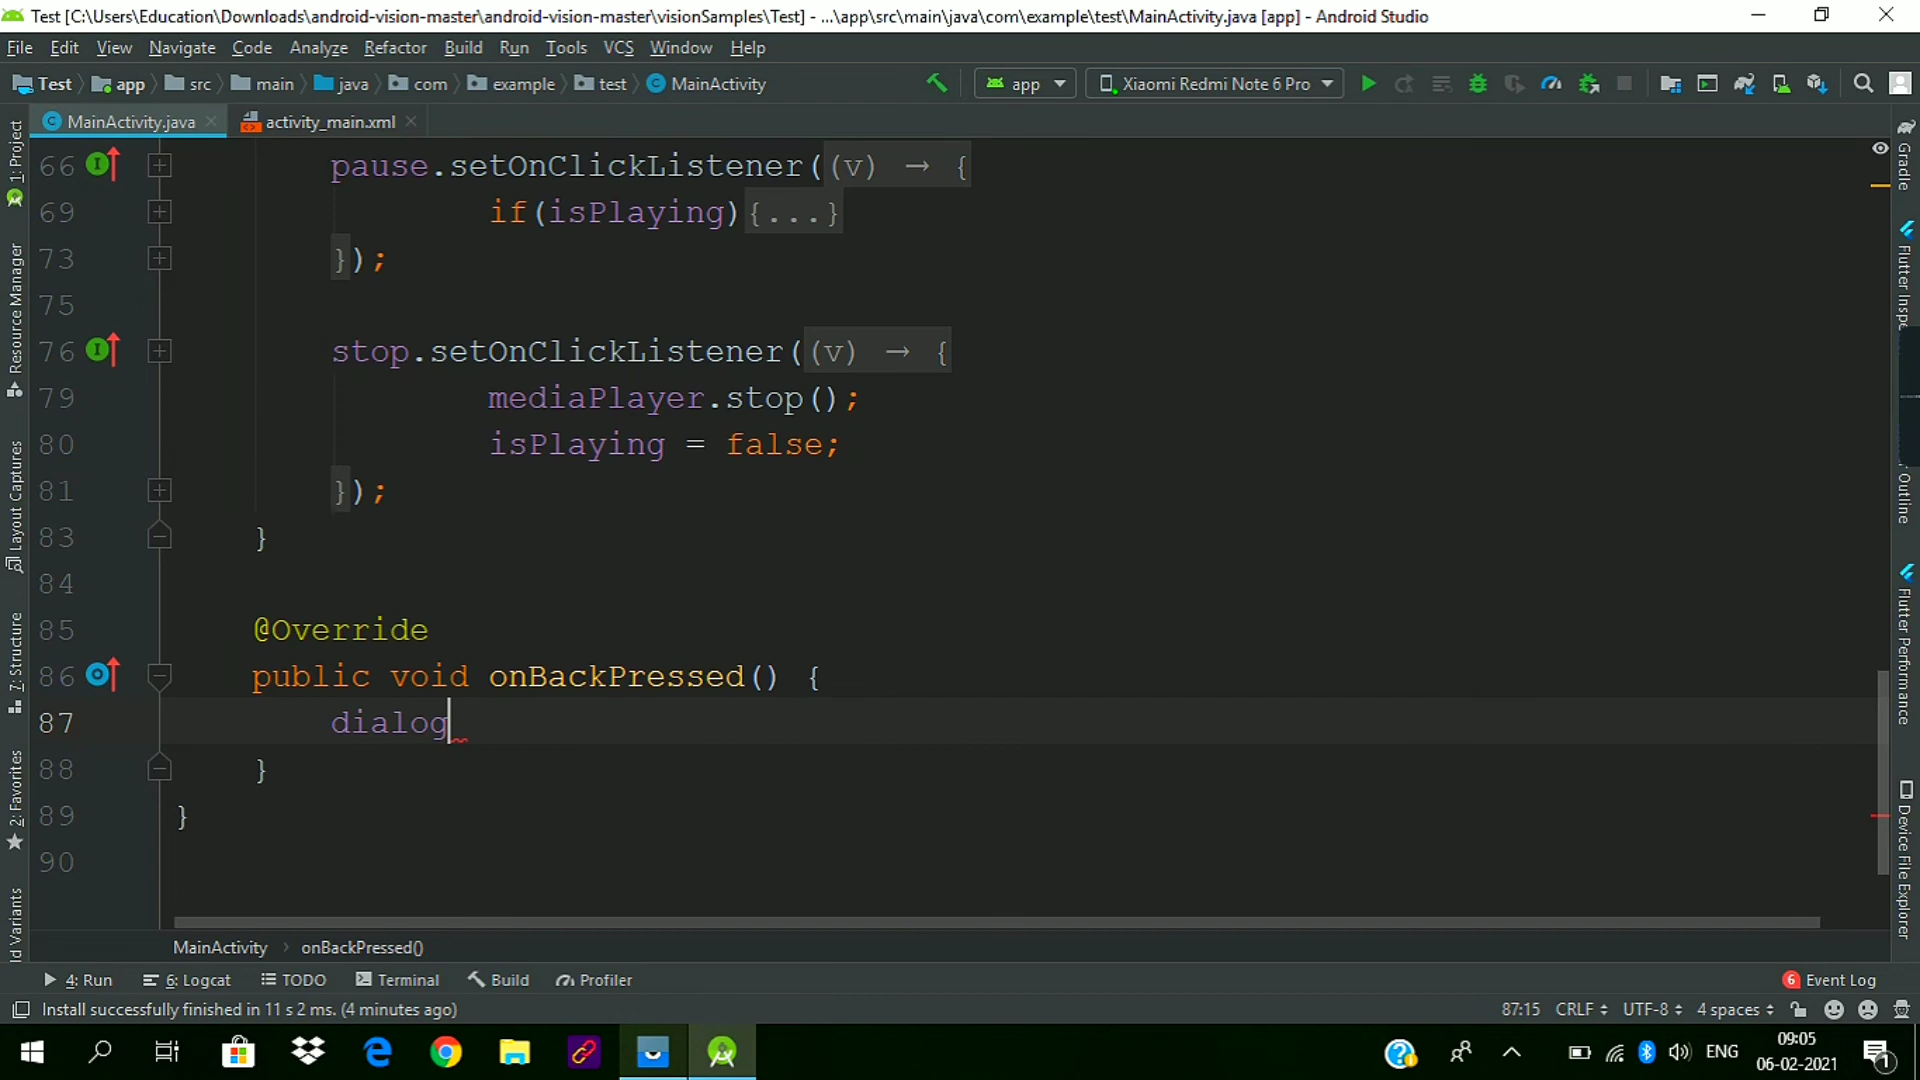 Test [C:\Users\Education\Downloads\android-vision-master\android-vision-master\visionSamples\Test] - ...\app\src\main\java\com\example\test\MainActivity.java [app] - Android Studio
File Edit View Navigate Code Analyze Refactor Build Run Tools VCS Window Help
Test app src main java com example test MainActivity app Xiaomi Redmi Note 6 Pro
MainActivity.java activity_main.xml
66 pause.setOnClickListener((v) → {
69 if(isPlaying){...}
73 });
75
76 stop.setOnClickListener((v) → {
79 mediaPlayer.stop();
80 isPlaying = false;
81 });
83 }
84
85 @Override
86 public void onBackPressed() {
87 dialog
88 }
89 }
90
MainActivity › onBackPressed()
4: Run 6: Logcat TODO Terminal Build Profiler 6 Event Log
Install successfully finished in 11 s 2 ms. (4 minutes ago) 87:15 CRLF UTF-8 4 spaces
ENG 09:05
06-02-2021 1
1: Project
Resource Manager
Layout Captures
7: Structure
2: Favorites
Gradle
Outline
Flutter Performance
Device File Explorer